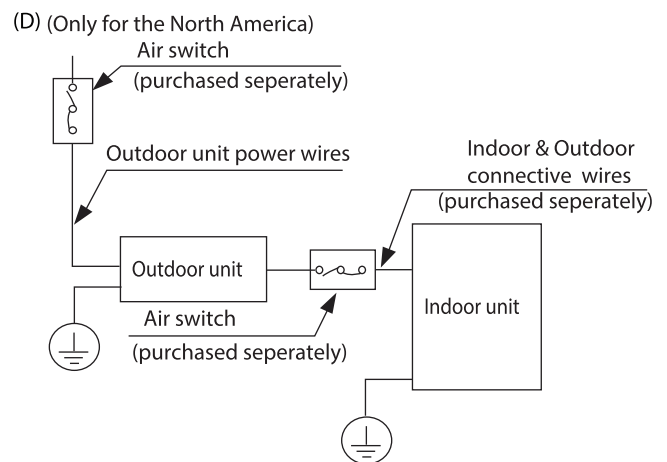 (D) (Only for the North America)
Air switch
(purchased seperately)
Outdoor unit power wires
Indoor & Outdoor
connective wires
(purchased seperately)
Outdoor unit
Indoor unit
Air switch
(purchased seperately)